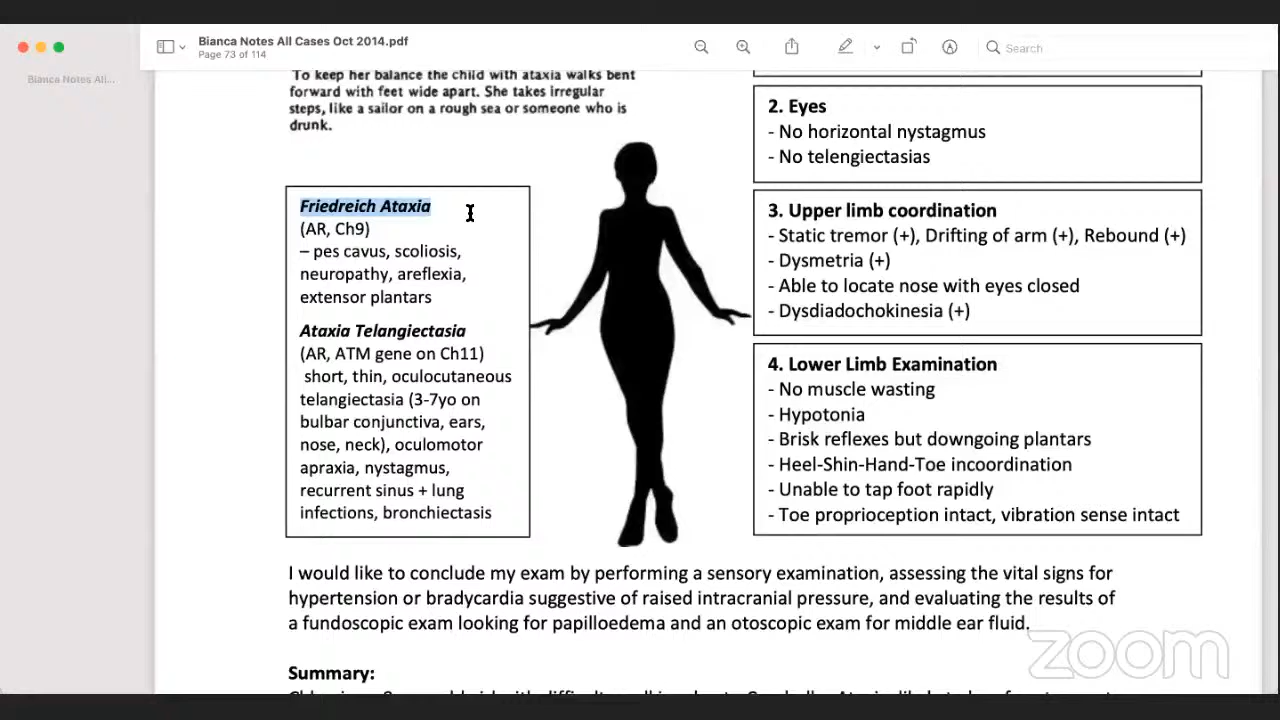 Bianca Notes All Cases Oct 2014.pdf
Page 73 of 114
Search
Bianca Notes All...
To keep her balance the child with ataxia walks bent
forward with feet wide apart. She takes irregular
steps, like a sailor on a rough sea or someone who is
drunk.
Friedreich Ataxia
(AR, Ch9)
– pes cavus, scoliosis,
neuropathy, areflexia,
extensor plantars
Ataxia Telangiectasia
(AR, ATM gene on Ch11)
short, thin, oculocutaneous
telangiectasia (3-7yo on
bulbar conjunctiva, ears,
nose, neck), oculomotor
apraxia, nystagmus,
recurrent sinus + lung
infections, bronchiectasis
2. Eyes
- No horizontal nystagmus
- No telengiectasias
3. Upper limb coordination
- Static tremor (+), Drifting of arm (+), Rebound (+)
- Dysmetria (+)
- Able to locate nose with eyes closed
- Dysdiadochokinesia (+)
4. Lower Limb Examination
- No muscle wasting
- Hypotonia
- Brisk reflexes but downgoing plantars
- Heel-Shin-Hand-Toe incoordination
- Unable to tap foot rapidly
- Toe proprioception intact, vibration sense intact
I would like to conclude my exam by performing a sensory examination, assessing the vital signs for
hypertension or bradycardia suggestive of raised intracranial pressure, and evaluating the results of
a fundoscopic exam looking for papilloedema and an otoscopic exam for middle ear fluid.
zoom
Summary: